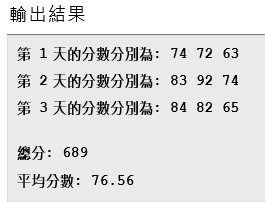 輸出結果
第 1 天的分數分別為: 74 72 63
第 2 天的分數分別為: 83 92 74
第 3 天的分數分別為: 84 82 65
總分: 689
平均分數: 76.56